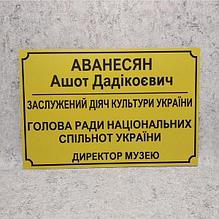 АВАНЕСЯН
Ашот Дадікоєвич
ЗАСЛУЖЕНИЙ ДІЯЧ КУЛЬТУРИ УКРАЇНИ
ГОЛОВА РАДИ НАЦІОНАЛЬНИХ
СПІЛЬНОТ УКРАЇНИ
ДИРЕКТОР МУЗЕЮ